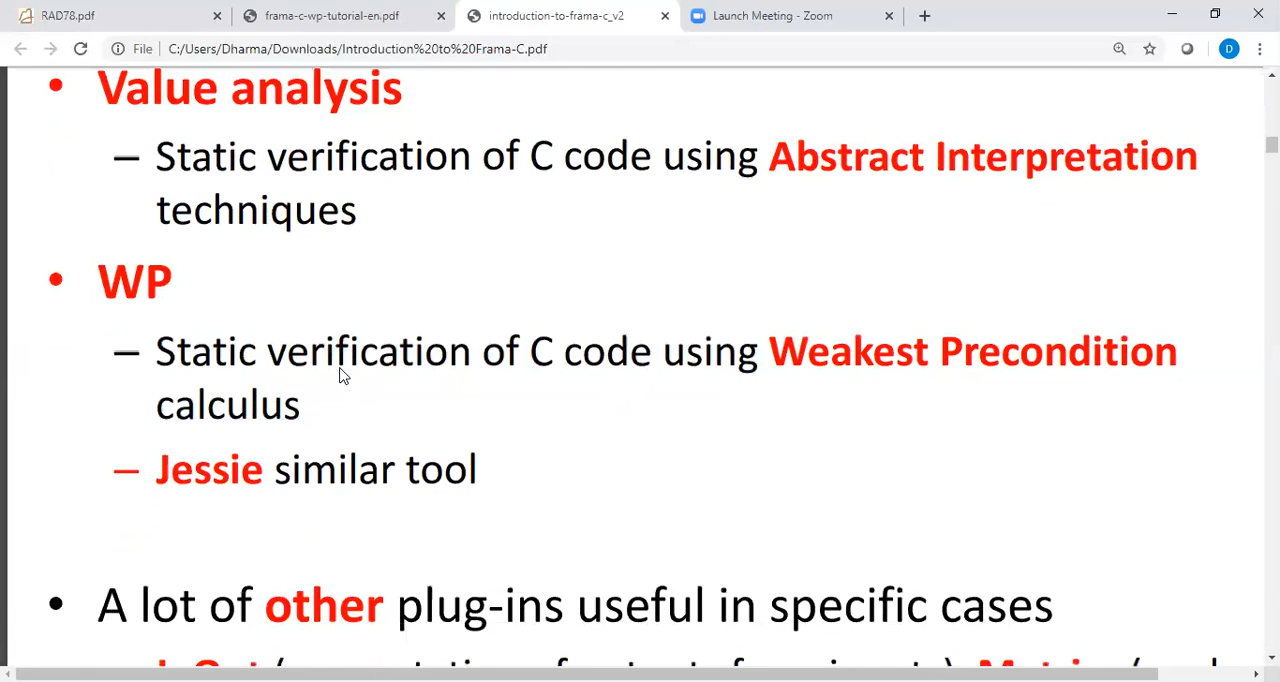 RAD78.pdf
frama-c-wp-tutorial-en.pdf
introduction-to-frama-c_v2
Launch Meeting - Zoom
File
C:/Users/Dharma/Downloads/Introduction%20to%20Frama-C.pdf
D
• Value analysis
– Static verification of C code using Abstract Interpretation
techniques
• WP
– Static verification of C code using Weakest Precondition
calculus
– Jessie similar tool
• A lot of other plug-ins useful in specific cases